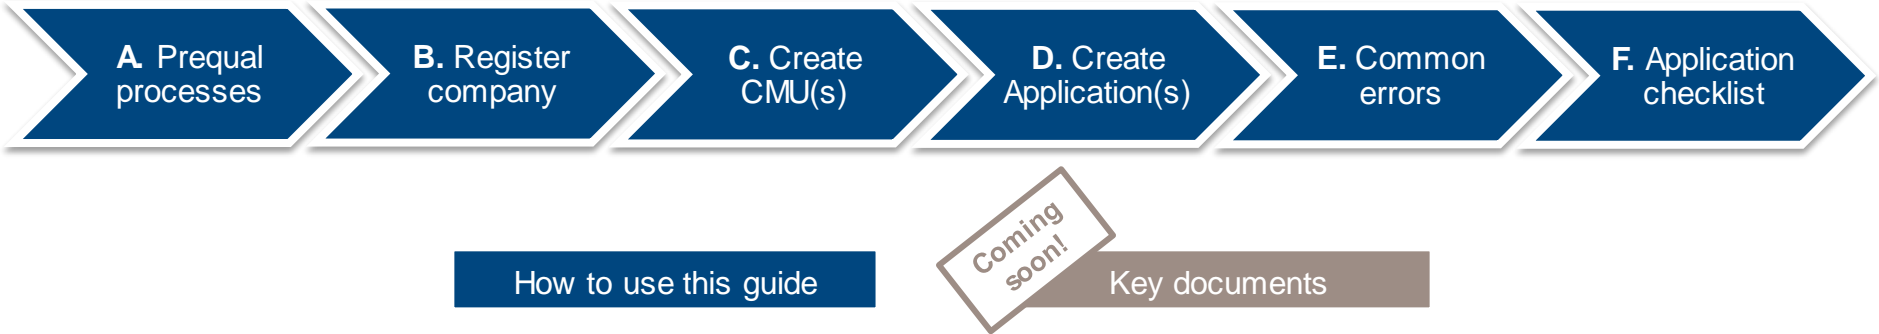 A. Prequal
processes
B. Register
company
C. Create
CMU(s)
D. Create
Application(s)
E. Common
errors
F. Application
checklist
How to use this guide
Coming
soon!
Key documents